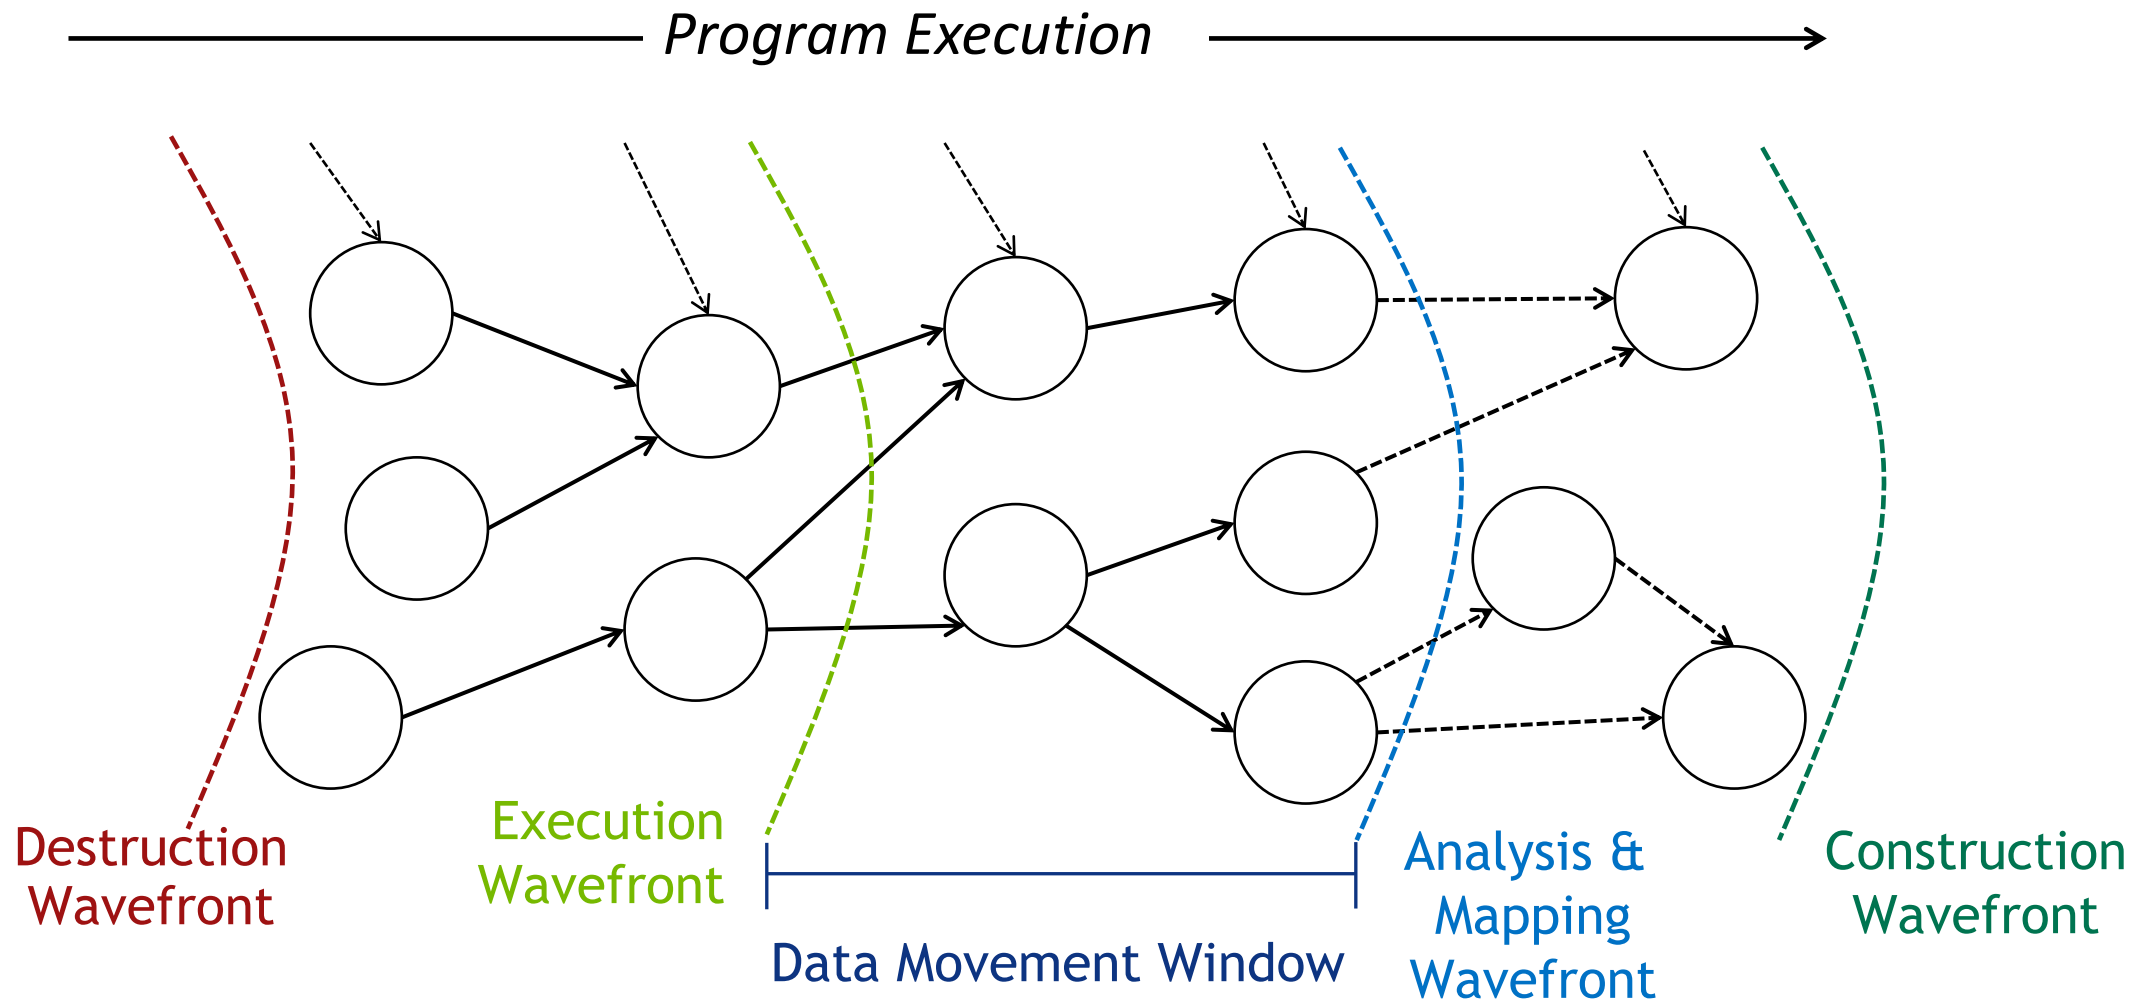 Program Execution
Destruction
Wavefront
Execution
Wavefront
Data Movement Window
Analysis &
Mapping
Wavefront
Construction
Wavefront